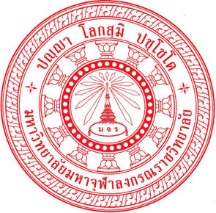 ปญฺญา โลกสฺมิ ปชฺโชโต
มจร
มหาวิทยาลัยมหาจุฬาลงกรณราชวิทยาลัย